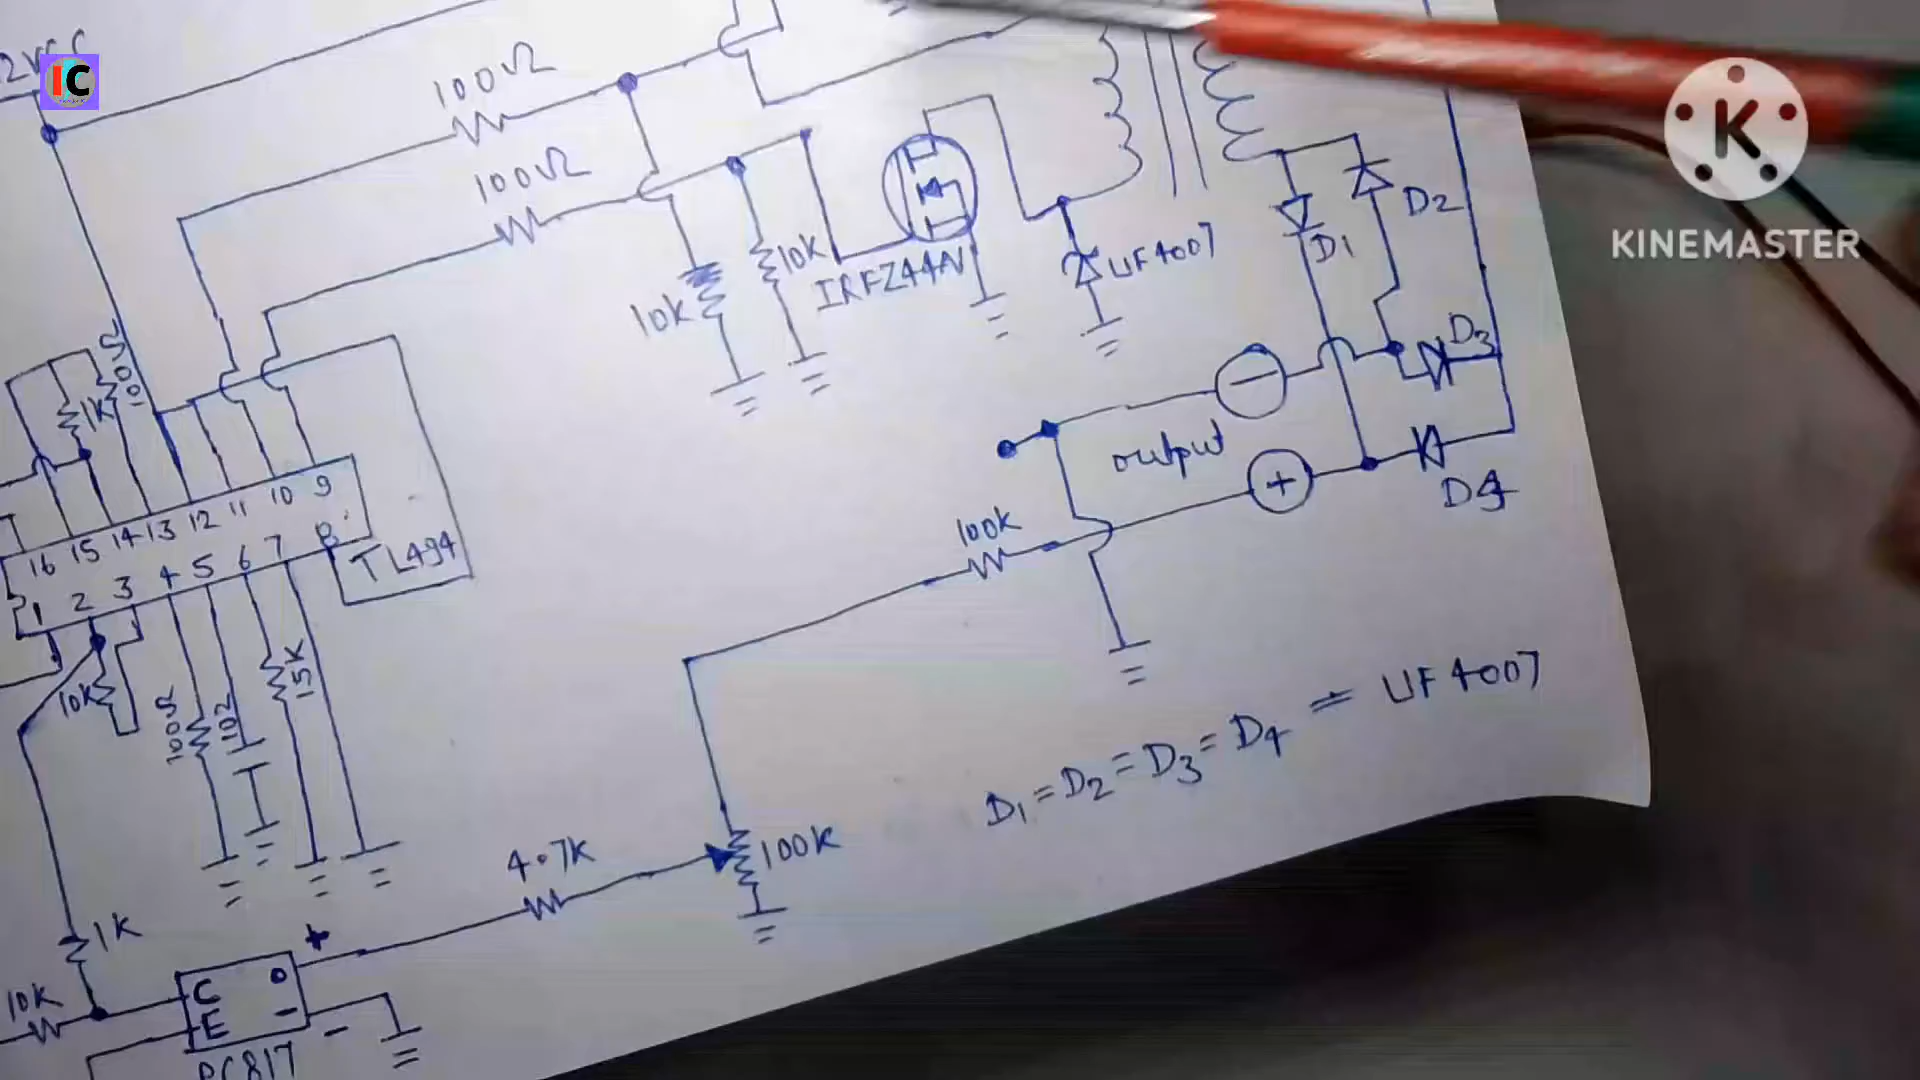 IC
KINEMASTER
100Ω
100Ω
10K
10K
IRFZ44N
UF4007
D1
D2
D3
D4
output
−
+
100K
1K
100Ω
16 15 14 13 12 11 10 9
1 2 3 4 5 6 7 8
TL494
10K
100Ω
102
15K
4.7K
100K
D1=D2=D3=D4 = UF4007
1K
10K
C
E
+
−
PC817